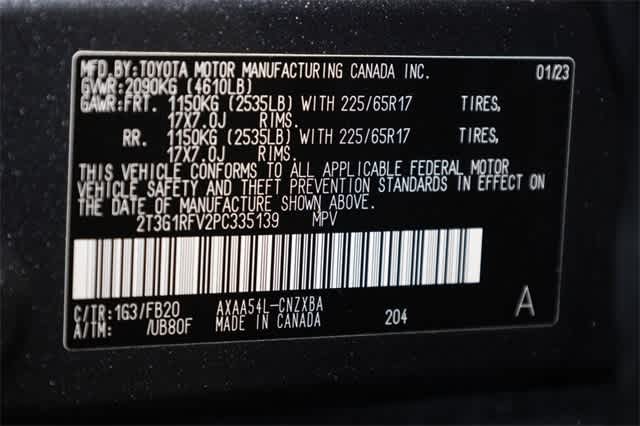 MFD.BY:TOYOTA MOTOR MANUFACTURING CANADA INC. 01/23
GVWR:2090KG (4610LB)
GAWR:FRT. 1150KG (2535LB) WITH 225/65R17 TIRES,
17X7.0J RIMS.
RR. 1150KG (2535LB) WITH 225/65R17 TIRES,
17X7.0J RIMS.
THIS VEHICLE CONFORMS TO ALL APPLICABLE FEDERAL MOTOR
VEHICLE SAFETY AND THEFT PREVENTION STANDARDS IN EFFECT ON
THE DATE OF MANUFACTURE SHOWN ABOVE.
2T3G1RFV2PC335139 MPV
C/TR:1G3/FB20 AXAA54L-CNZXBA A
A/TM: /UB80F MADE IN CANADA 204